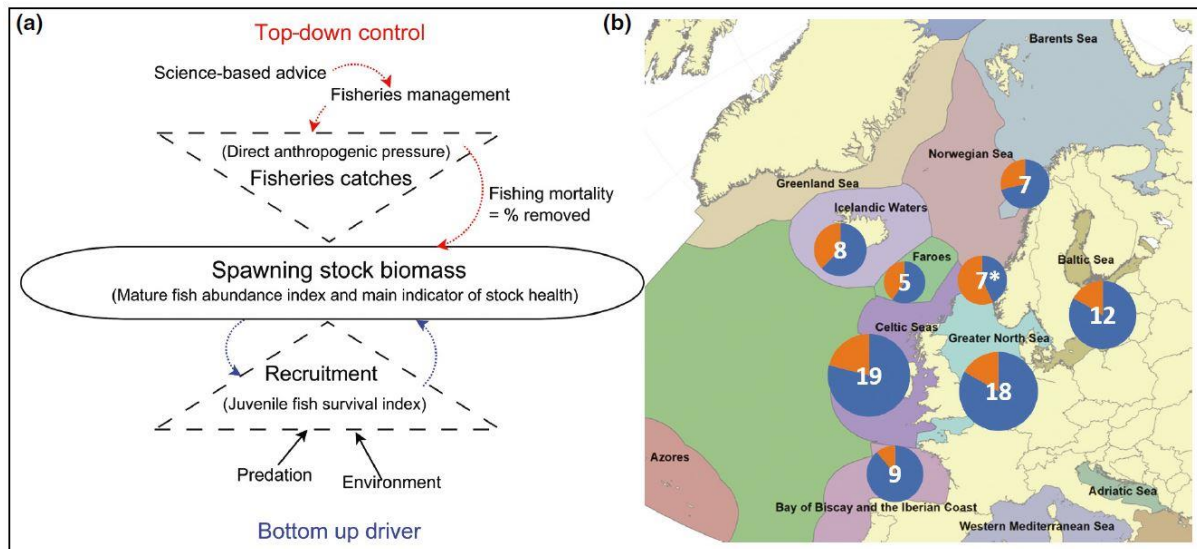 (a)
Top-down control
Science-based advice
Fisheries management
(Direct anthropogenic pressure)
Fisheries catches
Fishing mortality
= % removed
Spawning stock biomass
(Mature fish abundance index and main indicator of stock health)
Recruitment
(Juvenile fish survival index)
Predation
Environment
Bottom up driver
(b)
Barents Sea
Norwegian Sea
7
Greenland Sea
Icelandic Waters
8
Faroes
5
7*
Baltic Sea
12
Celtic Seas
19
Greater North Sea
18
9
Azores
Bay of Biscay and the Iberian Coast
Adriatic Sea
Western Mediterranean Sea